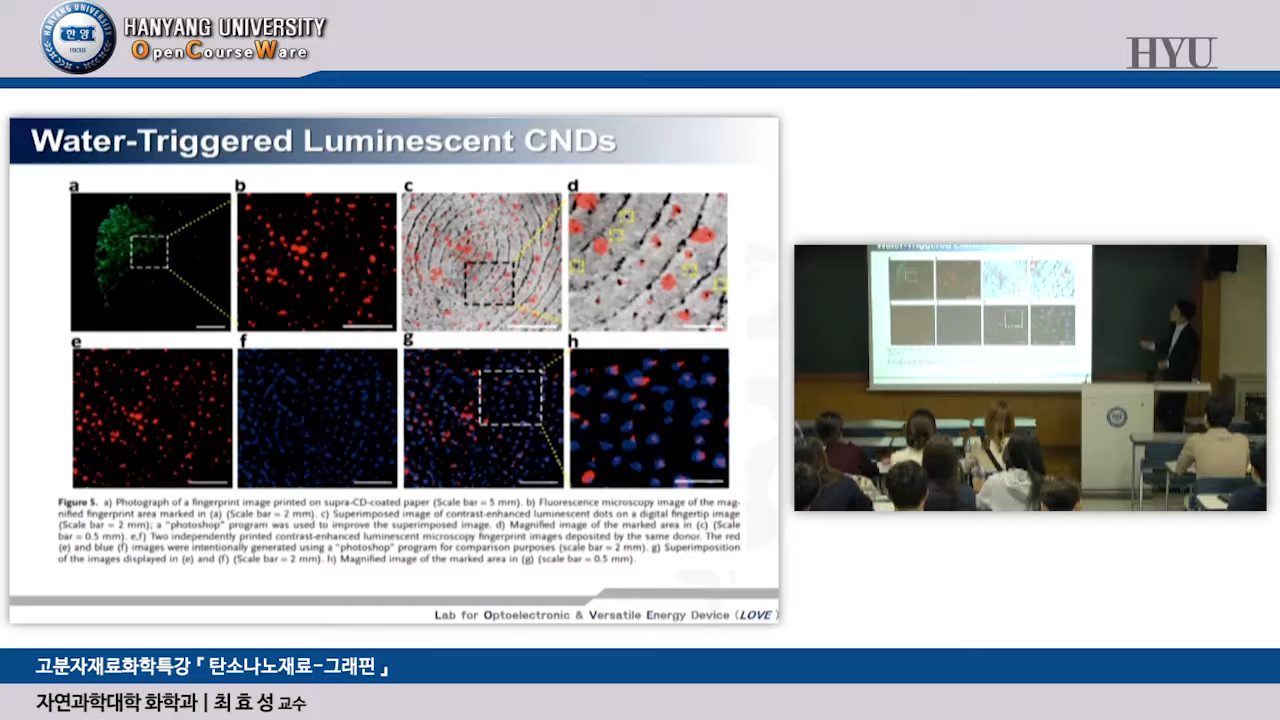 HANYANG UNIVERSITY
OpenCourseWare
HANYANG UNIVERSITY
한양
1939
HYU
Water-Triggered Luminescent CNDs
a b c d
e f g h
Figure 5. a) Photograph of a fingerprint image printed on supra-CD-coated paper (Scale bar = 5 mm). b) Fluorescence microscopy image of the mag-
nified fingerprint area marked in (a) (Scale bar = 2 mm). c) Superimposed image of contrast-enhanced luminescent dots on a digital fingertip image
(Scale bar = 2 mm); a "photoshop" program was used to improve the superimposed image. d) Magnified image of the marked area in (c) (Scale
bar = 0.5 mm). e,f) Two independently printed contrast-enhanced luminescent microscopy fingerprint images deposited by the same donor. The red
(e) and blue (f) images were intentionally generated using a "photoshop" program for comparison purposes (scale bar = 2 mm). g) Superimposition
of the images displayed in (e) and (f) (Scale bar = 2 mm). h) Magnified image of the marked area in (g) (scale bar = 0.5 mm).
Lab for Optoelectronic & Versatile Energy Device (LOVE)
고분자재료화학특강 『 탄소나노재료-그래핀 』
자연과학대학 화학과 | 최효성 교수